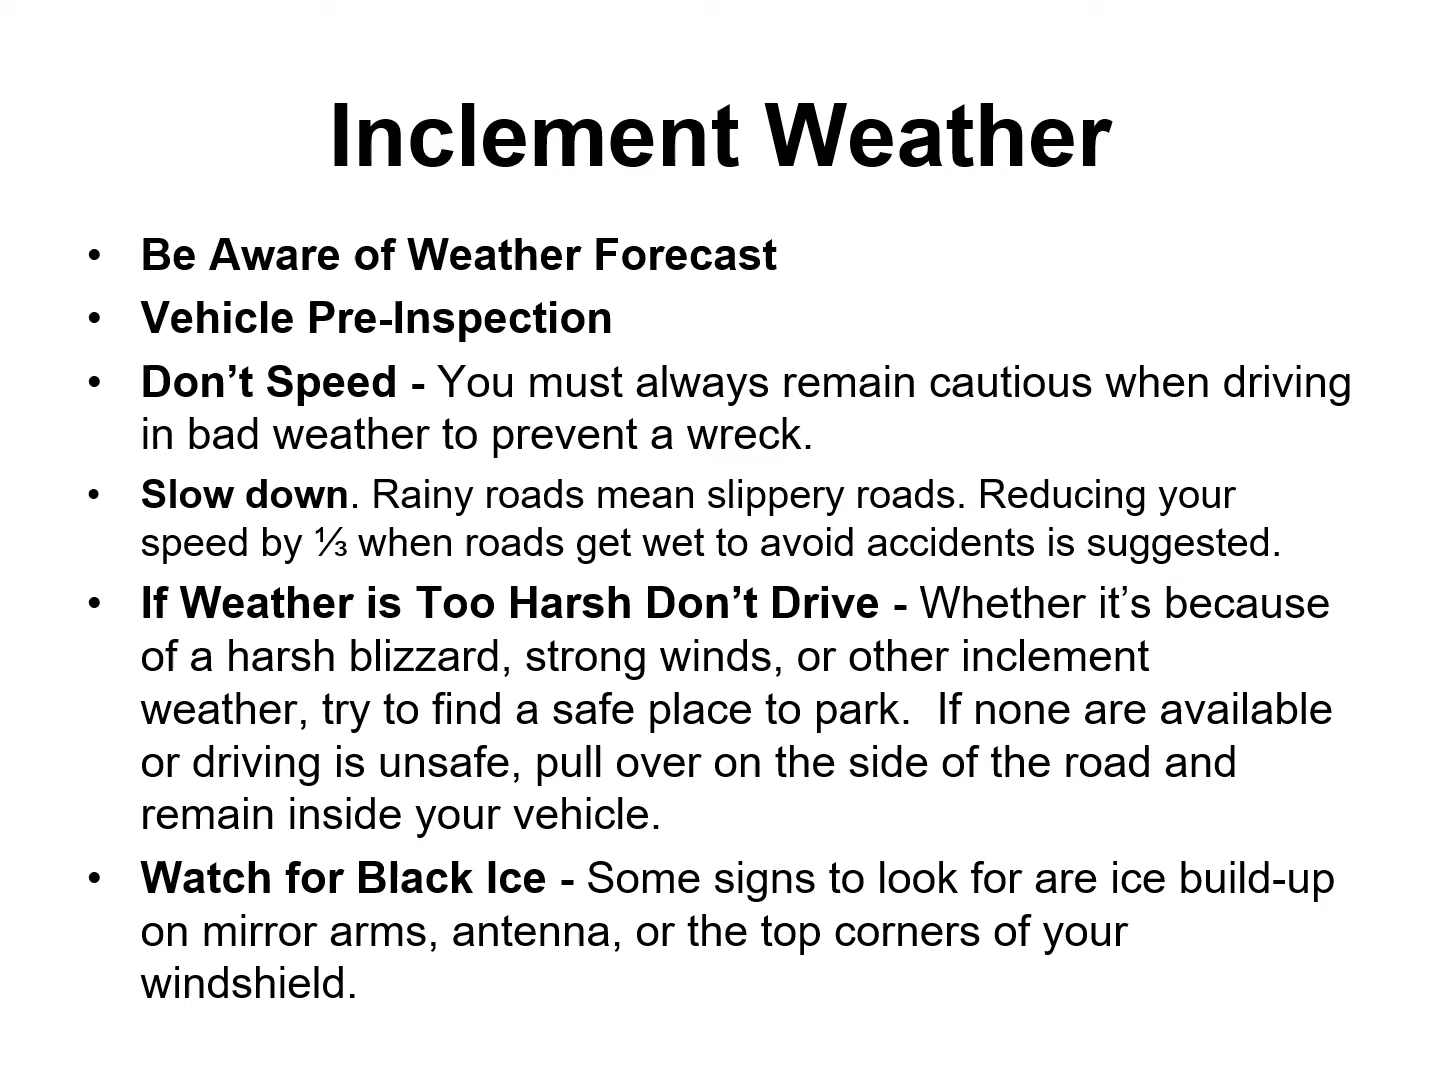 Inclement Weather
• Be Aware of Weather Forecast
• Vehicle Pre-Inspection
• Don’t Speed - You must always remain cautious when driving
in bad weather to prevent a wreck.
• Slow down. Rainy roads mean slippery roads. Reducing your
speed by ⅓ when roads get wet to avoid accidents is suggested.
• If Weather is Too Harsh Don’t Drive - Whether it’s because
of a harsh blizzard, strong winds, or other inclement
weather, try to find a safe place to park.  If none are available
or driving is unsafe, pull over on the side of the road and
remain inside your vehicle.
• Watch for Black Ice - Some signs to look for are ice build-up
on mirror arms, antenna, or the top corners of your
windshield.